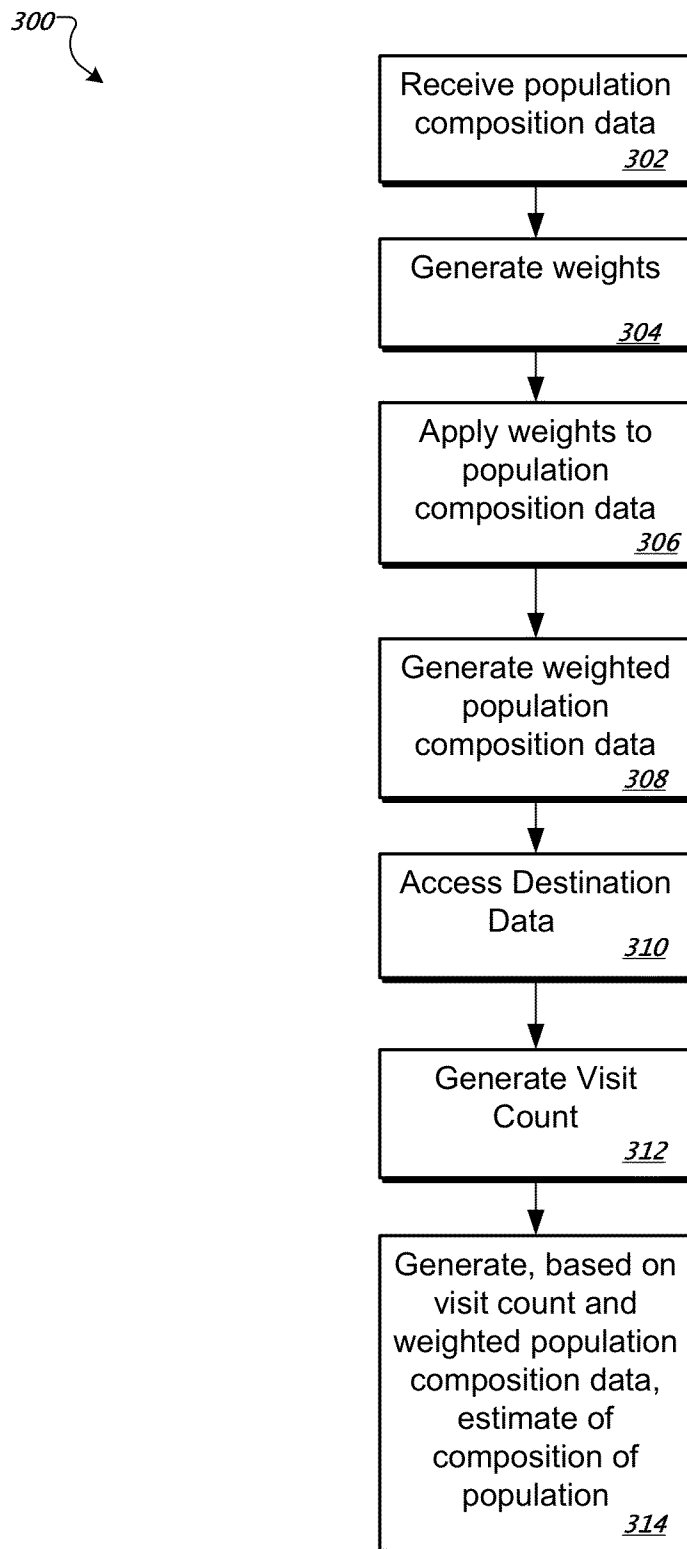 300
Receive population
composition data
302
Generate weights
304
Apply weights to
population
composition data
306
Generate weighted
population
composition data
308
Access Destination
Data
310
Generate Visit
Count
312
Generate, based on
visit count and
weighted population
composition data,
estimate of
composition of
population
314